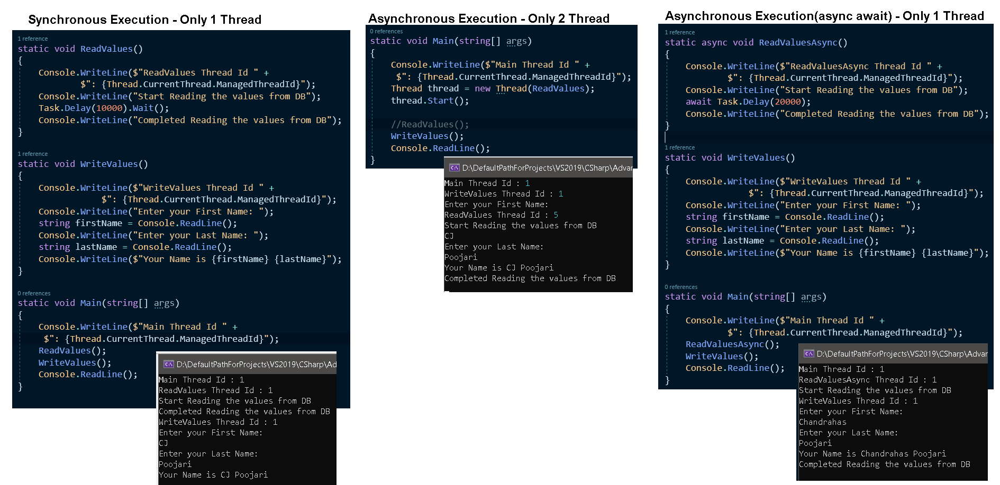 Synchronous Execution - Only 1 Thread
1 reference
static void ReadValues()
{
Console.WriteLine($"ReadValues Thread Id " +
$": {Thread.CurrentThread.ManagedThreadId}");
Console.WriteLine("Start Reading the values from DB");
Task.Delay(10000).Wait();
Console.WriteLine("Completed Reading the values from DB");
}
1 reference
static void WriteValues()
{
Console.WriteLine($"WriteValues Thread Id " +
$": {Thread.CurrentThread.ManagedThreadId}");
Console.WriteLine("Enter your First Name: ");
string firstName = Console.ReadLine();
Console.WriteLine("Enter your Last Name: ");
string lastName = Console.ReadLine();
Console.WriteLine($"Your Name is {firstName} {lastName}");
}
0 references
static void Main(string[] args)
{
Console.WriteLine($"Main Thread Id " +
$": {Thread.CurrentThread.ManagedThreadId}");
ReadValues();
WriteValues();
Console.ReadLine();
}
D:\DefaultPathForProjects\VS2019\CSharp\Ad
Main Thread Id : 1
ReadValues Thread Id : 1
Start Reading the values from DB
Completed Reading the values from DB
WriteValues Thread Id : 1
Enter your First Name:
CJ
Enter your Last Name:
Poojari
Your Name is CJ Poojari
Asynchronous Execution - Only 2 Thread
0 references
static void Main(string[] args)
{
Console.WriteLine($"Main Thread Id " +
$": {Thread.CurrentThread.ManagedThreadId}");
Thread thread = new Thread(ReadValues);
thread.Start();
//ReadValues();
WriteValues();
Console.ReadLine();
}
D:\DefaultPathForProjects\VS2019\CSharp\Advar
Main Thread Id : 1
WriteValues Thread Id : 1
Enter your First Name:
ReadValues Thread Id : 5
Start Reading the values from DB
CJ
Enter your Last Name:
Poojari
Your Name is CJ Poojari
Completed Reading the values from DB
Asynchronous Execution(async await) - Only 1 Thread
1 reference
static async void ReadValuesAsync()
{
Console.WriteLine($"ReadValuesAsync Thread Id " +
$": {Thread.CurrentThread.ManagedThreadId}");
Console.WriteLine("Start Reading the values from DB");
await Task.Delay(20000);
Console.WriteLine("Completed Reading the values from DB");
}
1 reference
static void WriteValues()
{
Console.WriteLine($"WriteValues Thread Id " +
$": {Thread.CurrentThread.ManagedThreadId}");
Console.WriteLine("Enter your First Name: ");
string firstName = Console.ReadLine();
Console.WriteLine("Enter your Last Name: ");
string lastName = Console.ReadLine();
Console.WriteLine($"Your Name is {firstName} {lastName}");
}
0 references
static void Main(string[] args)
{
Console.WriteLine($"Main Thread Id " +
$": {Thread.CurrentThread.ManagedThreadId}");
ReadValuesAsync();
WriteValues();
Console.ReadLine();
}
D:\DefaultPathForProjects\VS2019\CSharp\Advar
Main Thread Id : 1
ReadValuesAsync Thread Id : 1
Start Reading the values from DB
WriteValues Thread Id : 1
Enter your First Name:
Chandrahas
Enter your Last Name:
Poojari
Your Name is Chandrahas Poojari
Completed Reading the values from DB